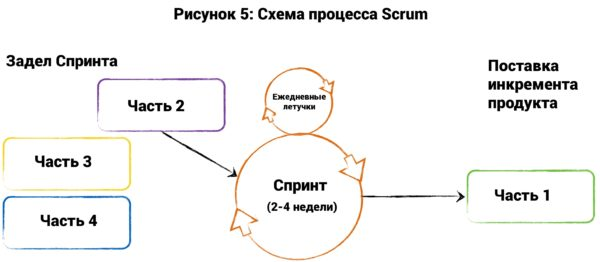 Рисунок 5: Схема процесса Scrum
Задел Спринта
Часть 2
Часть 3
Часть 4
Ежедневные
летучки
Спринт
(2-4 недели)
Поставка
инкремента
продукта
Часть 1